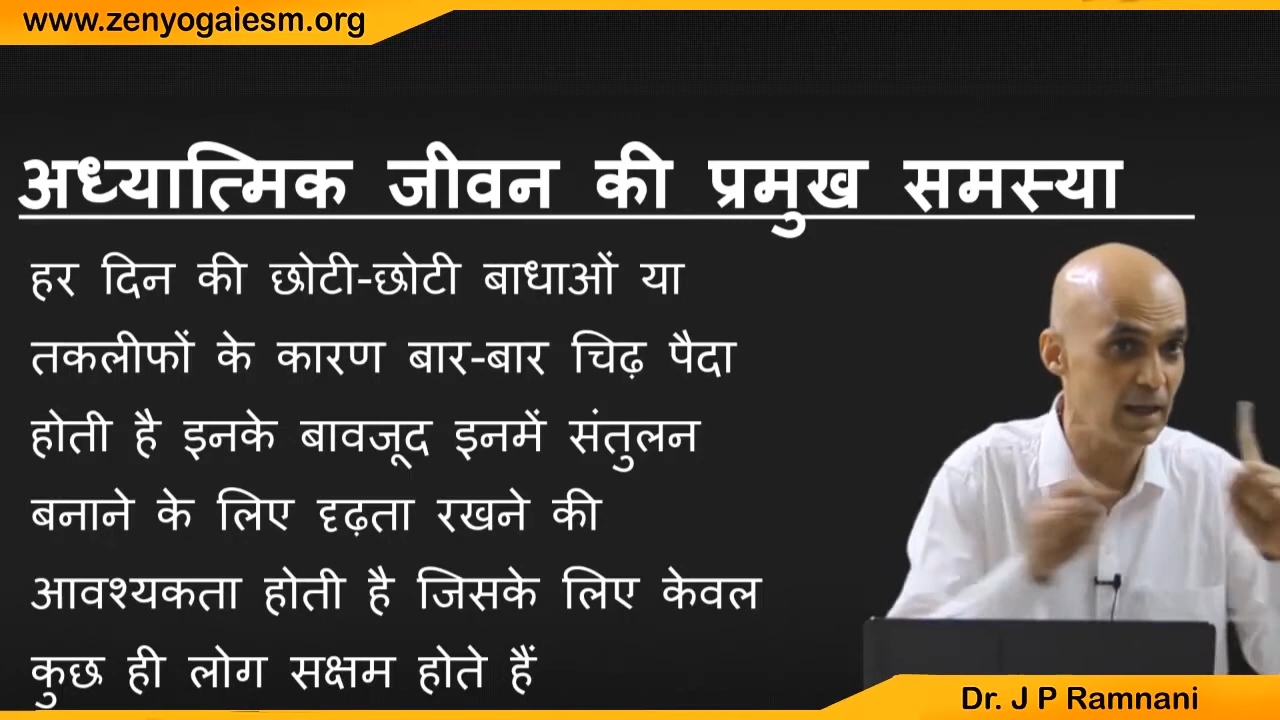 www.zenyogaiesm.org
अध्यात्मिक जीवन की प्रमुख समस्या
हर दिन की छोटी-छोटी बाधाओं या
तकलीफों के कारण बार-बार चिढ़ पैदा
होती है इनके बावजूद इनमें संतुलन
बनाने के लिए दृढ़ता रखने की
आवश्यकता होती है जिसके लिए केवल
कुछ ही लोग सक्षम होते हैं
Dr. J P Ramnani